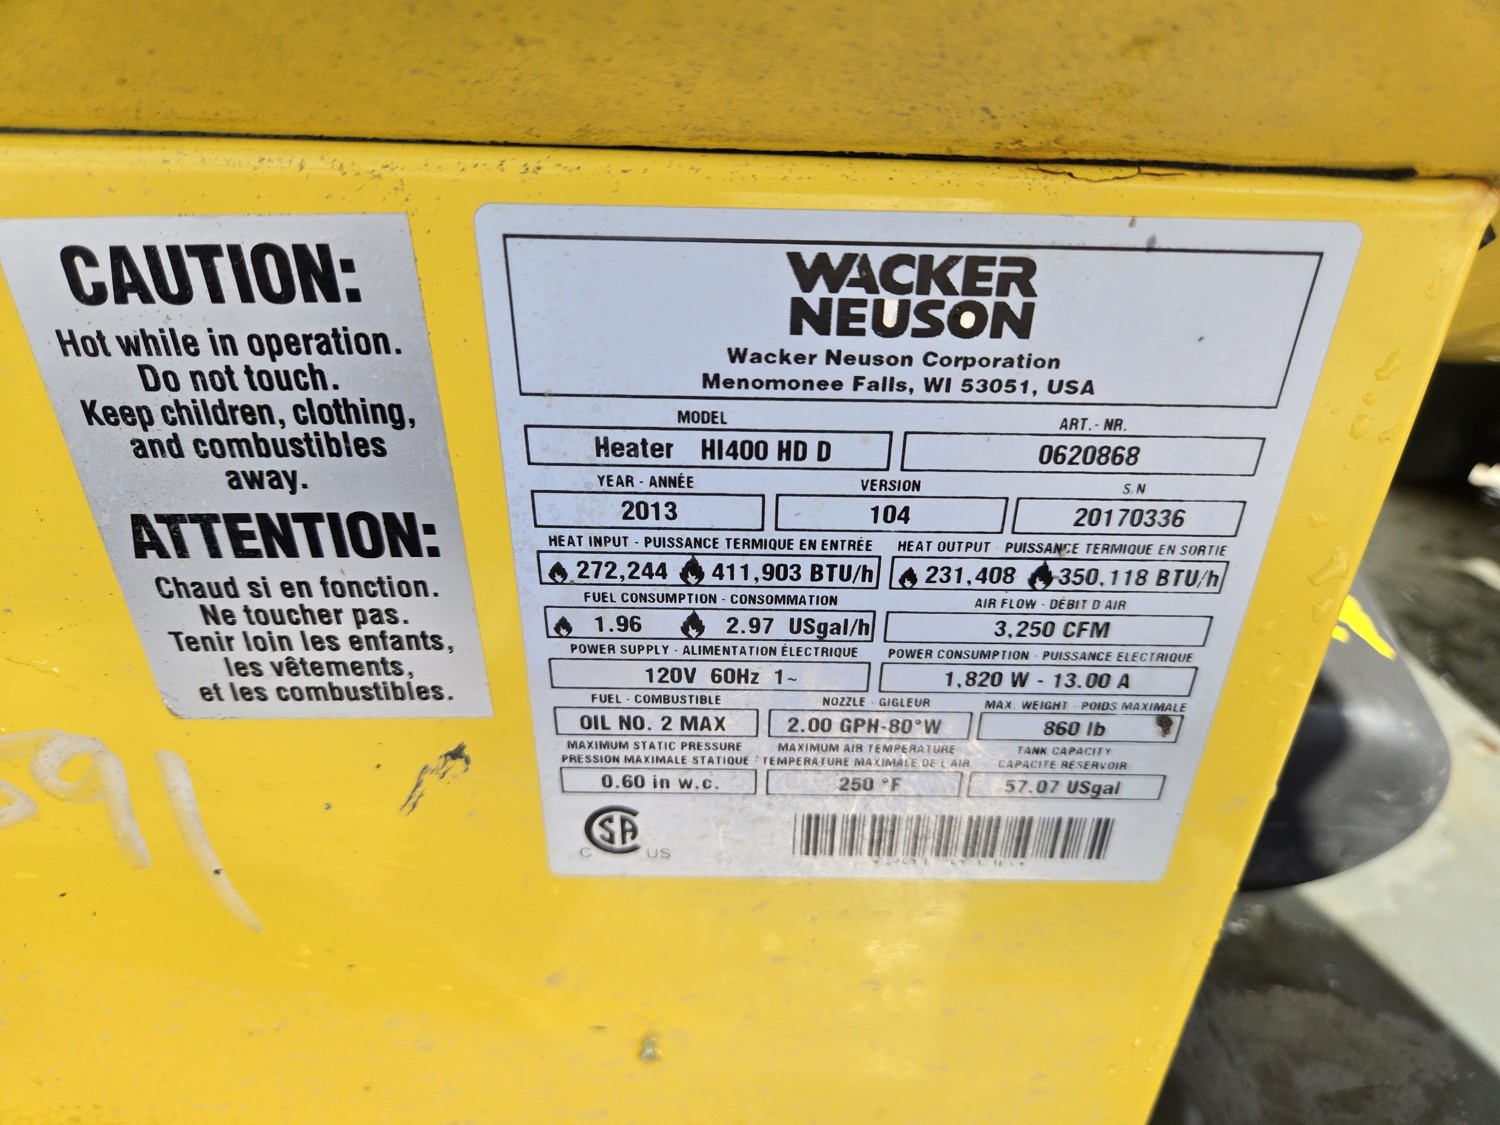 CAUTION:
Hot while in operation.
Do not touch.
Keep children, clothing,
and combustibles
away.
ATTENTION:
Chaud si en fonction.
Ne toucher pas.
Tenir loin les enfants,
les vêtements,
et les combustibles.
WACKER
NEUSON
Wacker Neuson Corporation
Menomonee Falls, WI 53051, USA
MODEL ART.- NR.
Heater HI400 HD D 0620868
YEAR - ANNÉE VERSION S.N
2013 104 20170336
HEAT INPUT - PUISSANCE TERMIQUE EN ENTRÉE HEAT OUTPUT - PUISSANCE TERMIQUE EN SORTIE
272,244 411,903 BTU/h 231,408 350,118 BTU/h
FUEL CONSUMPTION - CONSOMMATION AIR FLOW - DÉBIT D'AIR
1.96 2.97 USgal/h 3,250 CFM
POWER SUPPLY - ALIMENTATION ÉLECTRIQUE POWER CONSUMPTION - PUISSANCE ELECTRIQUE
120V 60Hz 1~ 1,820 W - 13.00 A
FUEL - COMBUSTIBLE NOZZLE - GIGLEUR MAX. WEIGHT - POIDS MAXIMALE
OIL NO. 2 MAX 2.00 GPH-80°W 860 lb
MAXIMUM STATIC PRESSURE MAXIMUM AIR TEMPERATURE TANK CAPACITY
PRESSION MAXIMALE STATIQUE TEMPERATURE MAXIMALE DE L'AIR CAPACITE RESERVOIR
0.60 in w.c. 250 °F 57.07 USgal
CSA
C US